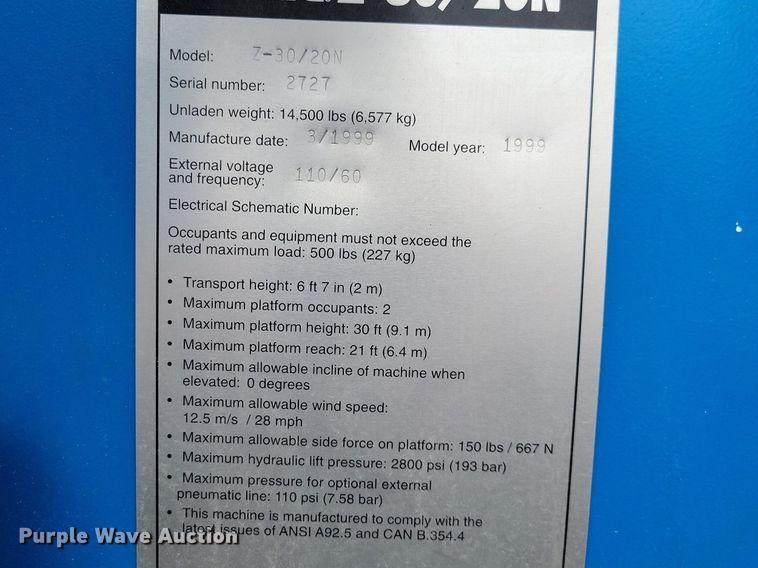 Model: Z-30/20N
Serial number: 2727
Unladen weight: 14,500 lbs (6,577 kg)
Manufacture date: 3/1999 Model year: 1999
External voltage
and frequency: 110/60
Electrical Schematic Number:
Occupants and equipment must not exceed the
rated maximum load: 500 lbs (227 kg)
• Transport height: 6 ft 7 in (2 m)
• Maximum platform occupants: 2
• Maximum platform height: 30 ft (9.1 m)
• Maximum platform reach: 21 ft (6.4 m)
• Maximum allowable incline of machine when
elevated: 0 degrees
• Maximum allowable wind speed:
12.5 m/s / 28 mph
• Maximum allowable side force on platform: 150 lbs / 667 N
• Maximum hydraulic lift pressure: 2800 psi (193 bar)
• Maximum pressure for optional external
pneumatic line: 110 psi (7.58 bar)
• This machine is manufactured to comply with the
latest issues of ANSI A92.5 and CAN B.354.4
Purple Wave Auction